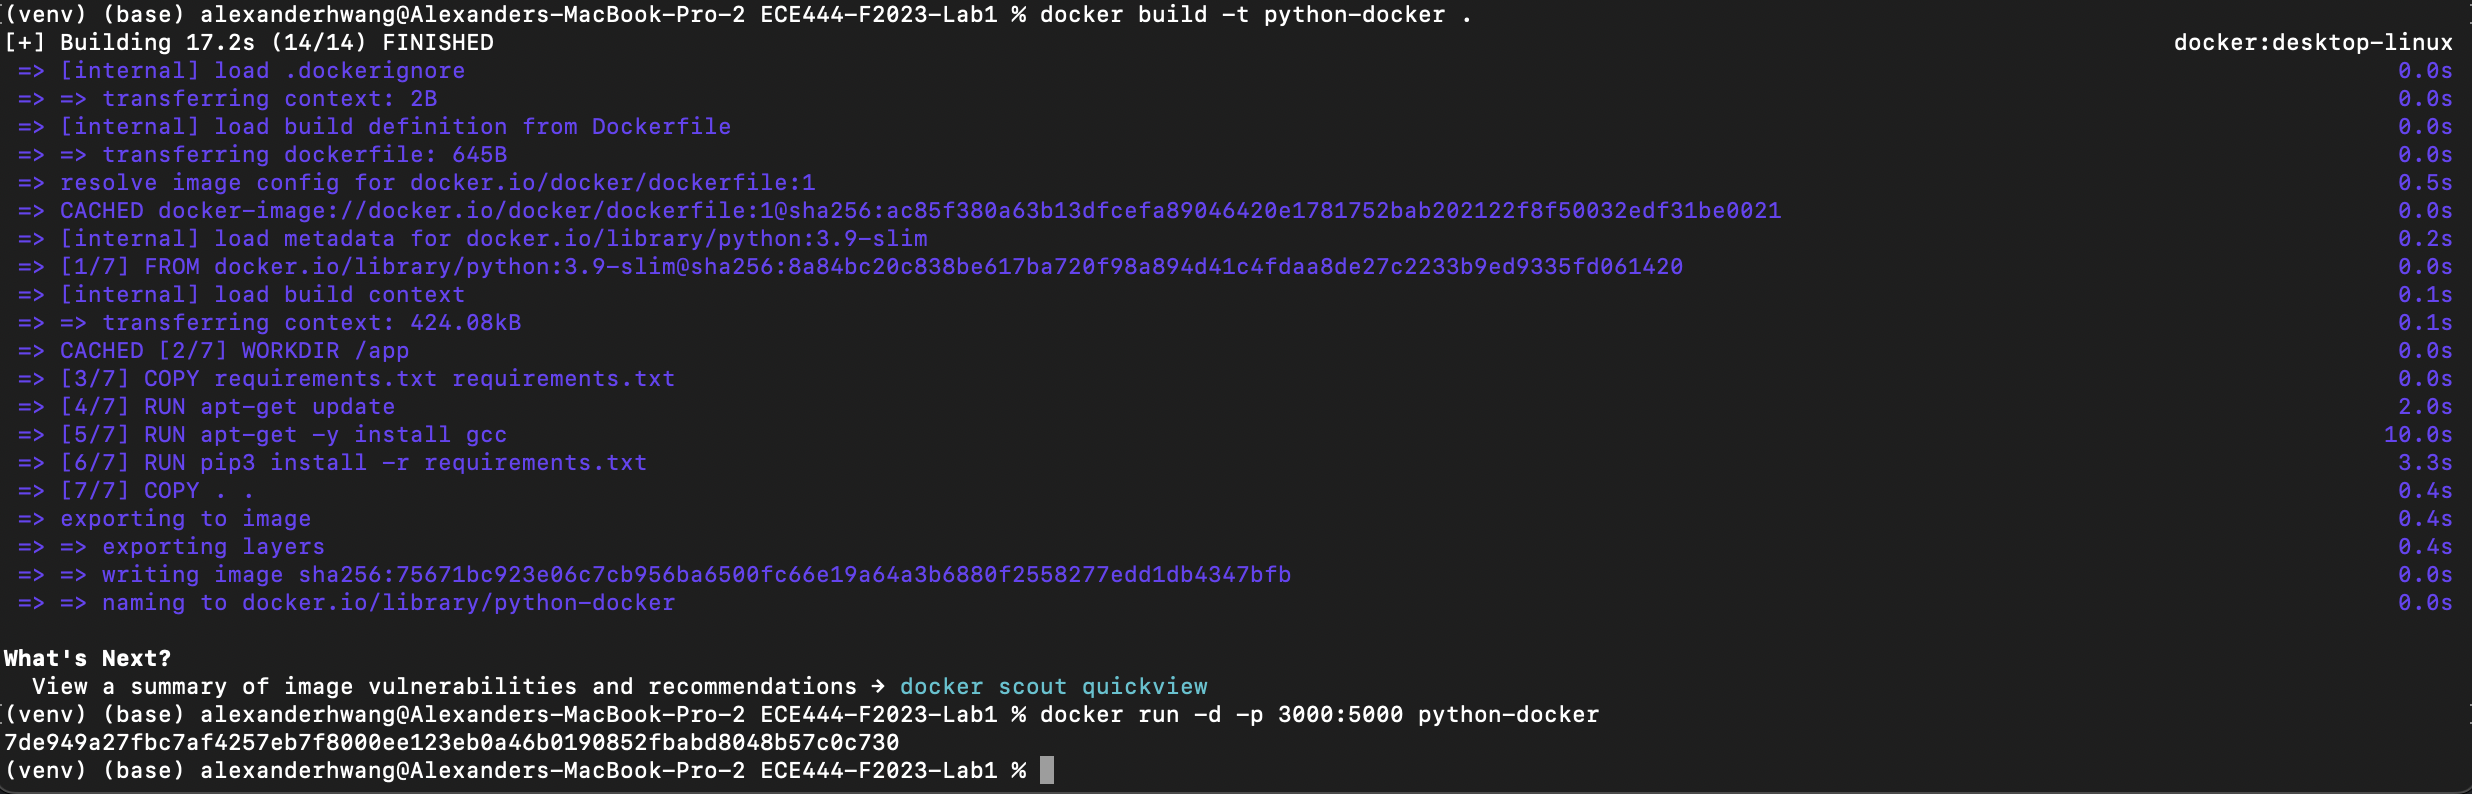 (venv) (base) alexanderhwang@Alexanders-MacBook-Pro-2 ECE444-F2023-Lab1 % docker build -t python-docker .
[+] Building 17.2s (14/14) FINISHED docker:desktop-linux
=> [internal] load .dockerignore 0.0s
=> => transferring context: 2B 0.0s
=> [internal] load build definition from Dockerfile 0.0s
=> => transferring dockerfile: 645B 0.0s
=> resolve image config for docker.io/docker/dockerfile:1 0.5s
=> CACHED docker-image://docker.io/docker/dockerfile:1@sha256:ac85f380a63b13dfcefa89046420e1781752bab202122f8f50032edf31be0021 0.0s
=> [internal] load metadata for docker.io/library/python:3.9-slim 0.2s
=> [1/7] FROM docker.io/library/python:3.9-slim@sha256:8a84bc20c838be617ba720f98a894d41c4fdaa8de27c2233b9ed9335fd061420 0.0s
=> [internal] load build context 0.1s
=> => transferring context: 424.08kB 0.1s
=> CACHED [2/7] WORKDIR /app 0.0s
=> [3/7] COPY requirements.txt requirements.txt 0.0s
=> [4/7] RUN apt-get update 2.0s
=> [5/7] RUN apt-get -y install gcc 10.0s
=> [6/7] RUN pip3 install -r requirements.txt 3.3s
=> [7/7] COPY . . 0.4s
=> exporting to image 0.4s
=> => exporting layers 0.4s
=> => writing image sha256:75671bc923e06c7cb956ba6500fc66e19a64a3b6880f2558277edd1db4347bfb 0.0s
=> => naming to docker.io/library/python-docker 0.0s
What's Next?
View a summary of image vulnerabilities and recommendations → docker scout quickview
(venv) (base) alexanderhwang@Alexanders-MacBook-Pro-2 ECE444-F2023-Lab1 % docker run -d -p 3000:5000 python-docker
7de949a27fbc7af4257eb7f8000ee123eb0a46b0190852fbabd8048b57c0c730
(venv) (base) alexanderhwang@Alexanders-MacBook-Pro-2 ECE444-F2023-Lab1 %